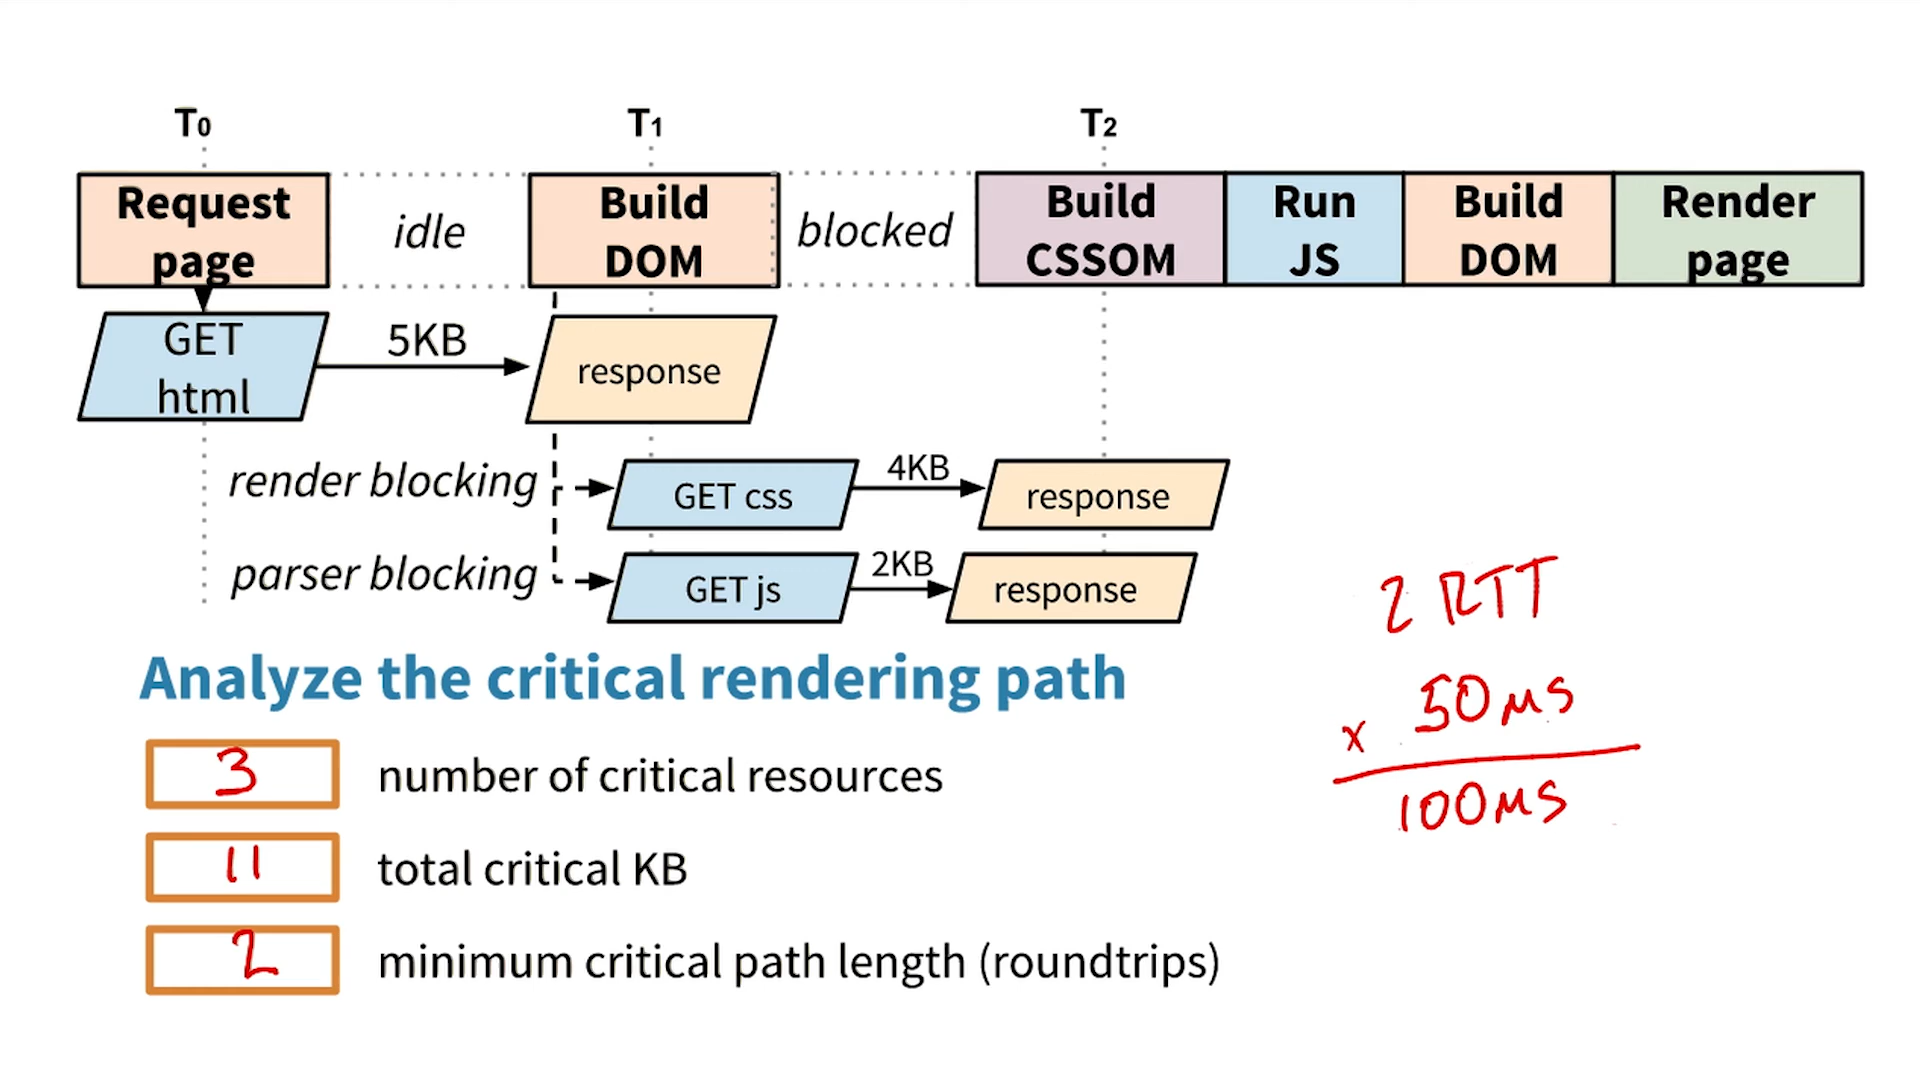 T0
T1
T2
Request page
idle
Build DOM
blocked
Build CSSOM
Run JS
Build DOM
Render page
GET html
5KB
response
render blocking
GET css
4KB
response
parser blocking
GET js
2KB
response
2 RTT
x 50ms
100ms
Analyze the critical rendering path
3 number of critical resources
11 total critical KB
2 minimum critical path length (roundtrips)